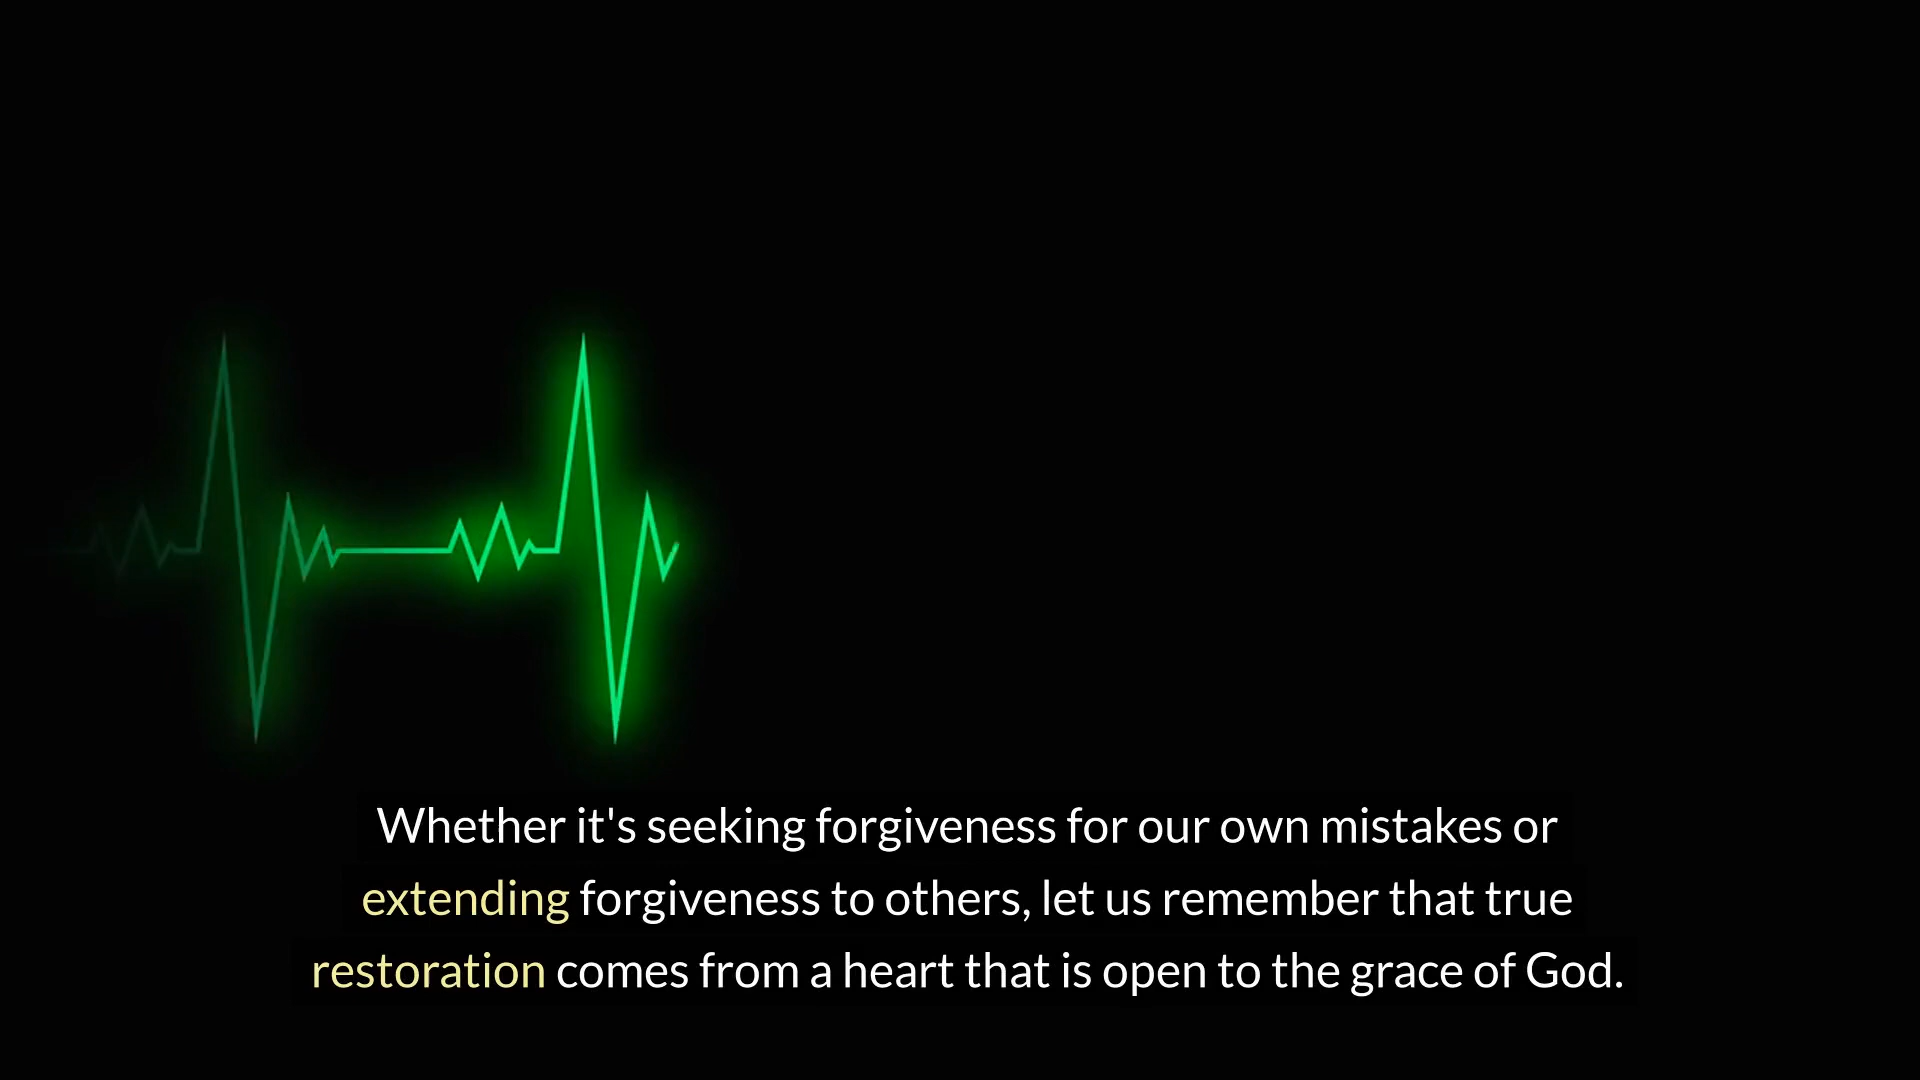 Whether it's seeking forgiveness for our own mistakes or
extending forgiveness to others, let us remember that true
restoration comes from a heart that is open to the grace of God.